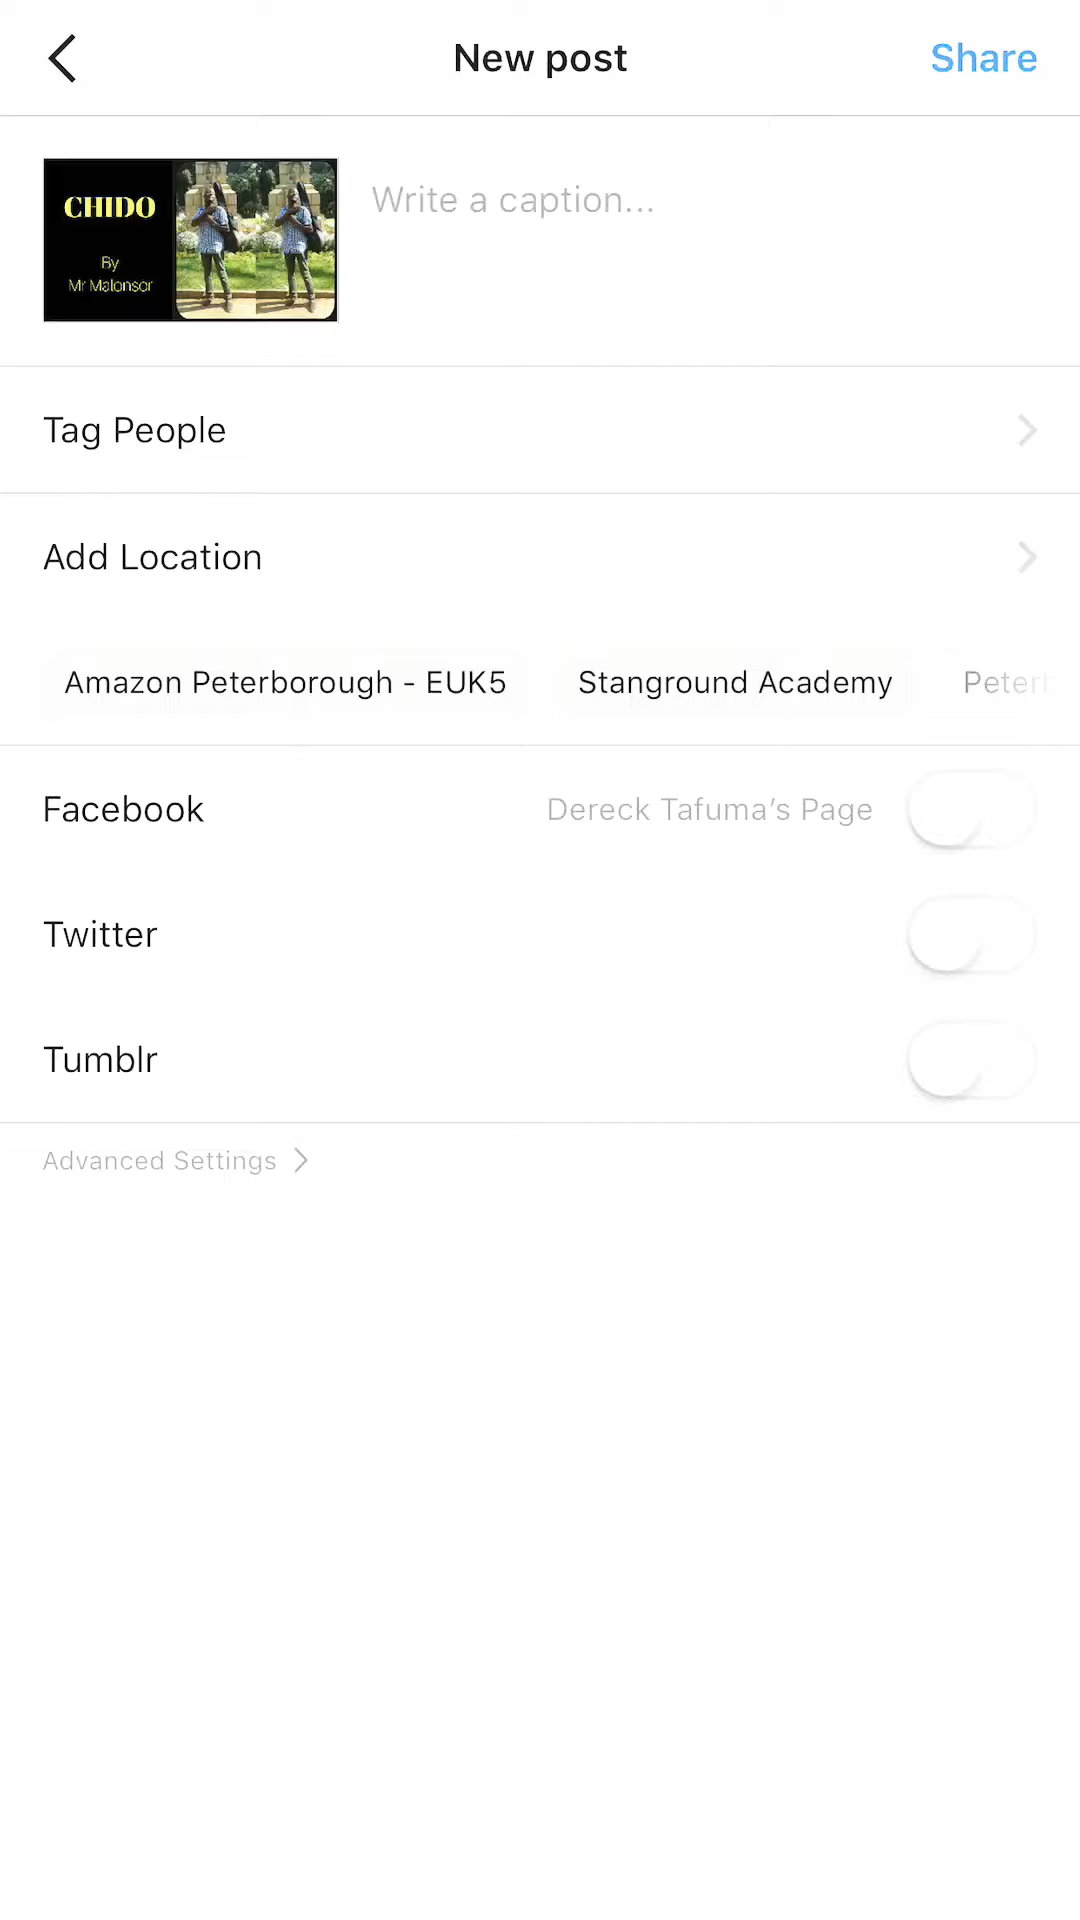 New post
Share
CHIDO
By
Mr Malonsor
Write a caption...
Tag People
Add Location
Amazon Peterborough - EUK5
Stanground Academy
Peter
Facebook
Dereck Tafuma's Page
Twitter
Tumblr
Advanced Settings